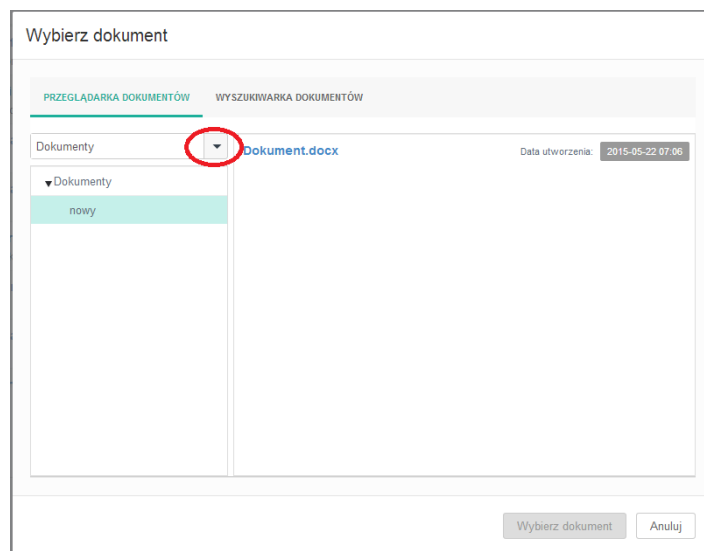 Wybierz dokument
PRZEGLĄDARKA DOKUMENTÓW WYSZUKIWARKA DOKUMENTÓW
Dokumenty Dokument.docx Data utworzenia: 2015-05-22 07:06
Dokumenty
nowy
Wybierz dokument Anuluj